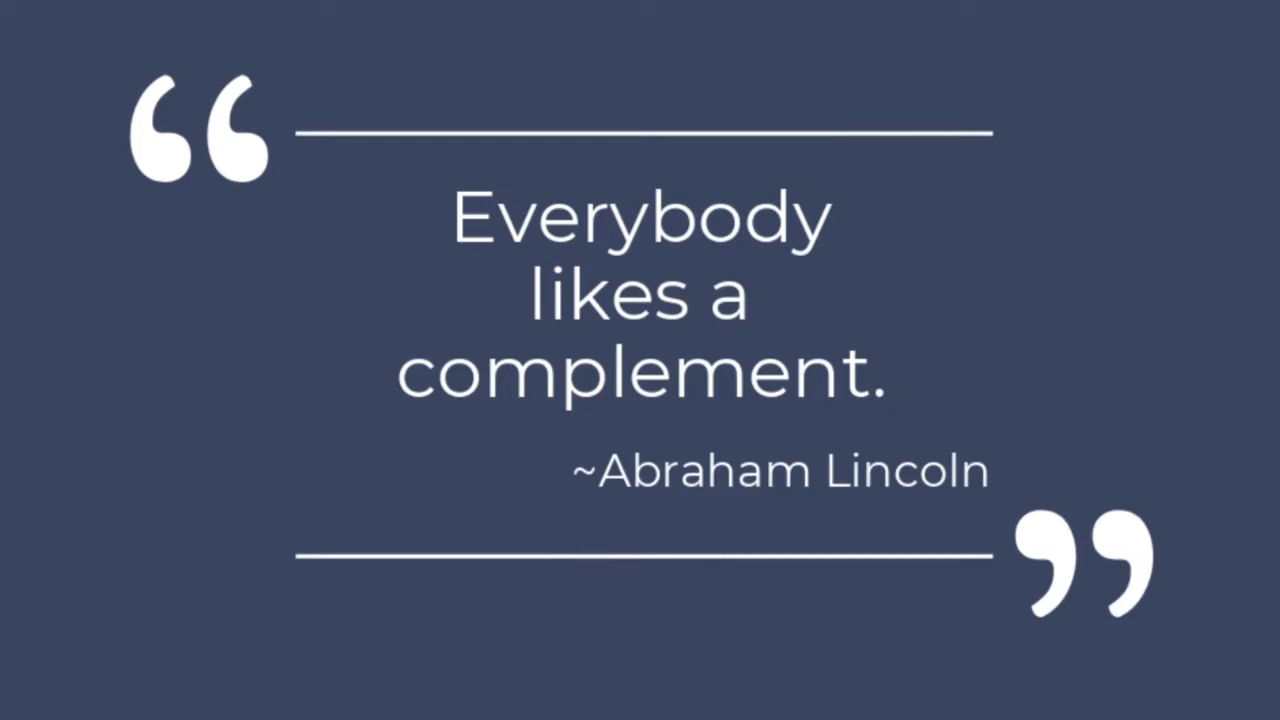 “
Everybody
likes a
complement.
~Abraham Lincoln
”